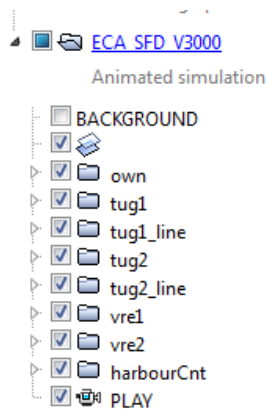 ECA_SFD_V3000
Animated simulation
BACKGROUND
own
tug1
tug1_line
tug2
tug2_line
vre1
vre2
harbourCnt
PLAY